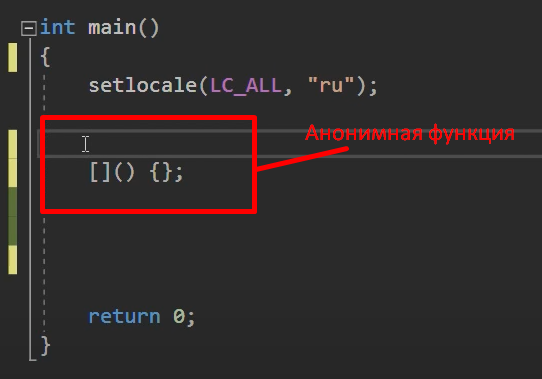 int main()
{
setlocale(LC_ALL, "ru");
Анонимная функция
[]() {};
return 0;
}